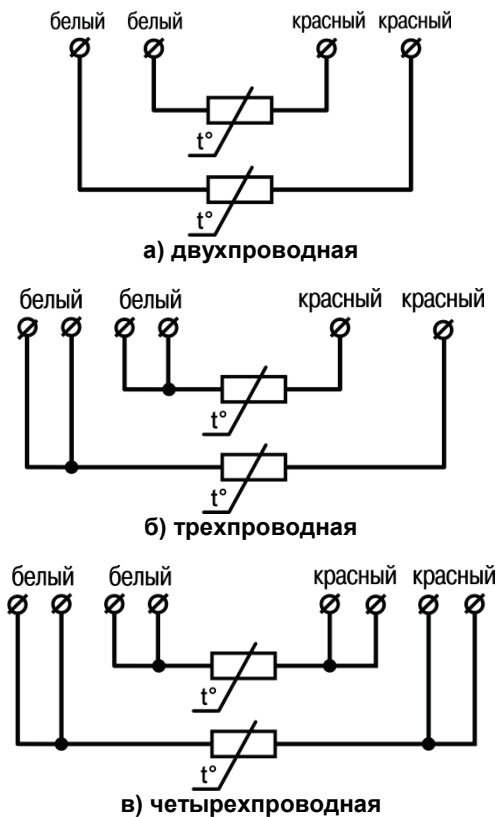 белый белый красный красный
t°
t°
а) двухпроводная
белый белый красный красный
t°
t°
б) трехпроводная
белый белый красный красный
t°
t°
в) четырехпроводная